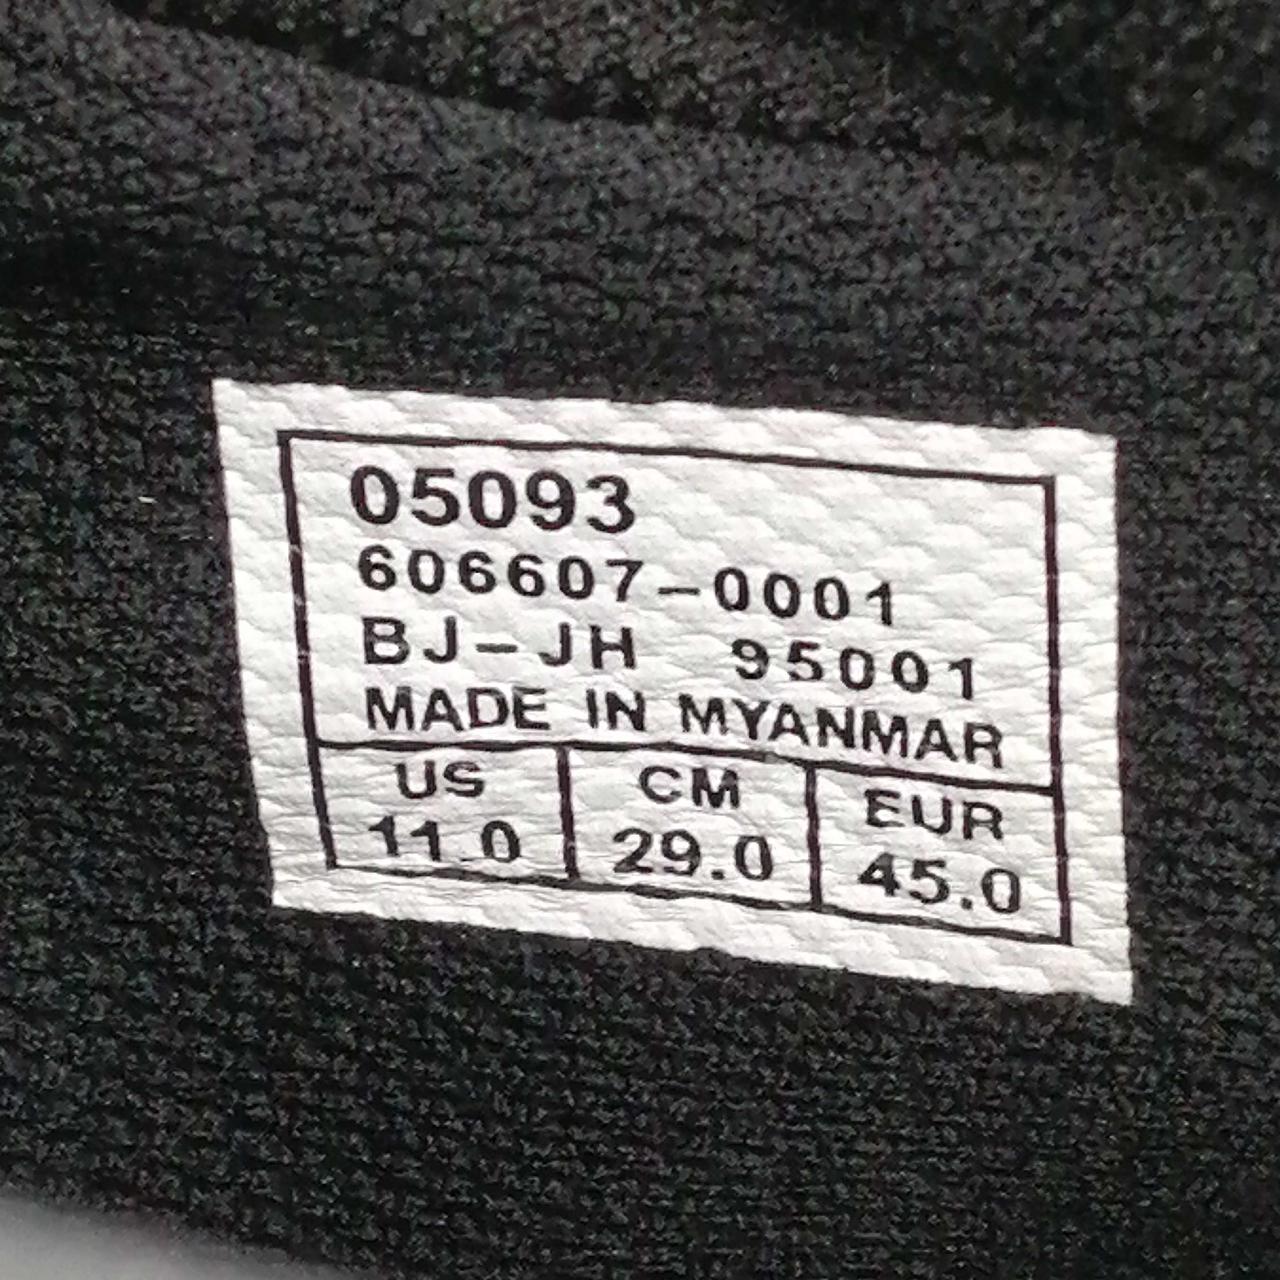 05093
606607-0001
BJ-JH 95001
MADE IN MYANMAR
US CM EUR
11.0 29.0 45.0